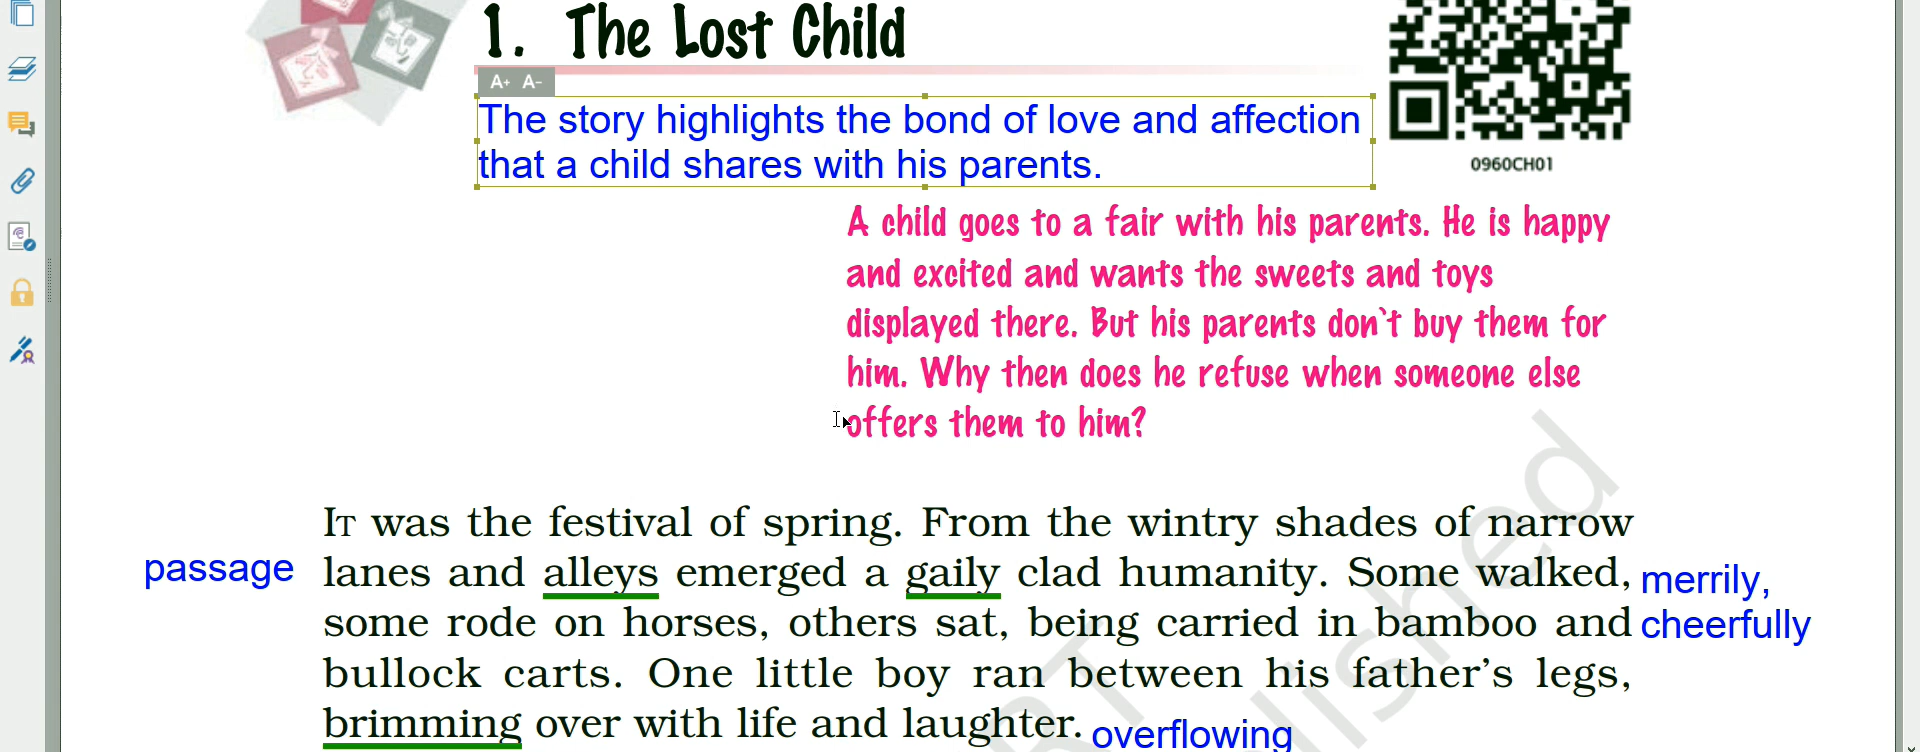 1. The Lost Child
A+ A-
The story highlights the bond of love and affection
that a child shares with his parents.
0960CH01
A child goes to a fair with his parents. He is happy
and excited and wants the sweets and toys
displayed there. But his parents don't buy them for
him. Why then does he refuse when someone else
offers them to him?
IT was the festival of spring. From the wintry shades of narrow
passage lanes and alleys emerged a gaily clad humanity. Some walked, merrily,
some rode on horses, others sat, being carried in bamboo and cheerfully
bullock carts. One little boy ran between his father's legs,
brimming over with life and laughter. overflowing